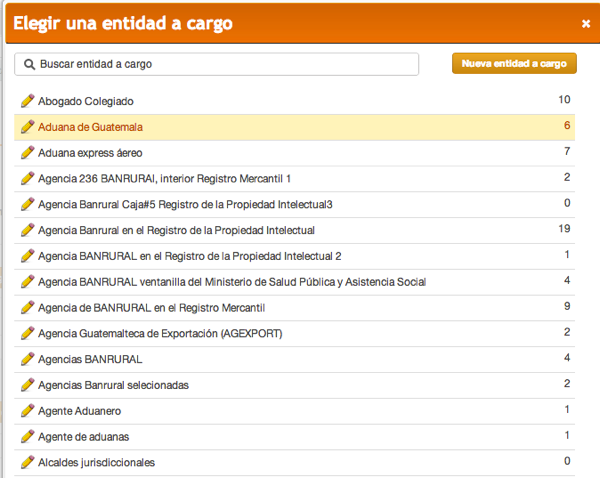 Elegir una entidad a cargo
Buscar entidad a cargo
Nueva entidad a cargo
Abogado Colegiado 10
Aduana de Guatemala 6
Aduana express áereo 7
Agencia 236 BANRURAl, interior Registro Mercantil 1 2
Agencia Banrural Caja#5 Registro de la Propiedad Intelectual3 0
Agencia Banrural en el Registro de la Propiedad Intelectual 19
Agencia BANRURAL en el Registro de la Propiedad Intelectual 2 1
Agencia BANRURAL ventanilla del Ministerio de Salud Pública y Asistencia Social 4
Agencia de BANRURAL en el Registro Mercantil 9
Agencia Guatemalteca de Exportación (AGEXPORT) 2
Agencias BANRURAL 4
Agencias Banrural selecionadas 2
Agente Aduanero 1
Agente de aduanas 1
Alcaldes jurisdiccionales 0